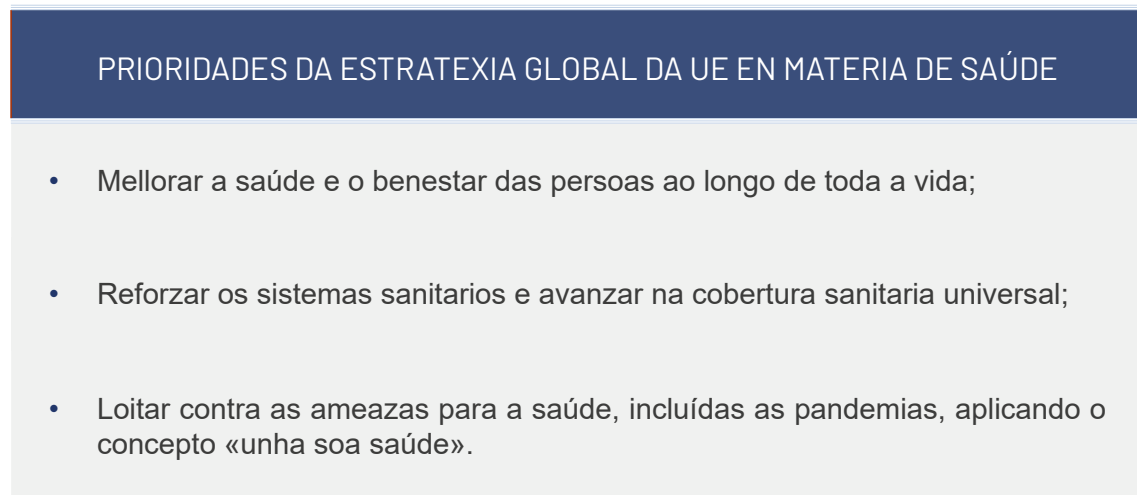 PRIORIDADES DA ESTRATEXIA GLOBAL DA UE EN MATERIA DE SAÚDE
• Mellorar a saúde e o benestar das persoas ao longo de toda a vida;
• Reforzar os sistemas sanitarios e avanzar na cobertura sanitaria universal;
• Loitar contra as ameazas para a saúde, incluídas as pandemias, aplicando o
concepto «unha soa saúde».